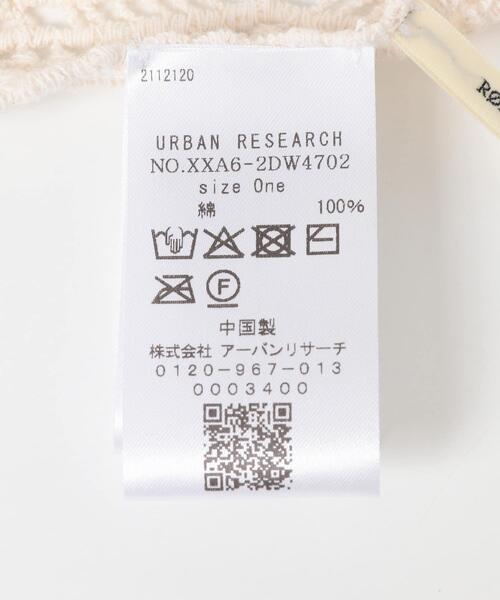 2112120
URBAN RESEARCH
NO.XXA6-2DW4702
size One
綿 100%
F
中国製
株式会社 アーバンリサーチ
0120-967-013
0003400